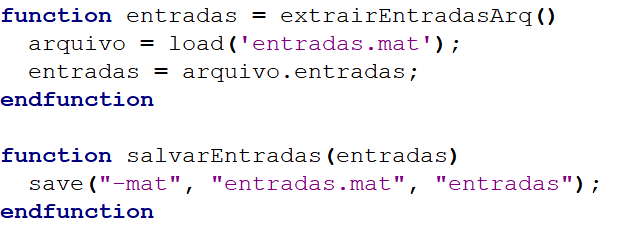 function entradas = extrairEntradasArq()
  arquivo = load('entradas.mat');
  entradas = arquivo.entradas;
endfunction

function salvarEntradas(entradas)
  save("-mat", "entradas.mat", "entradas");
endfunction